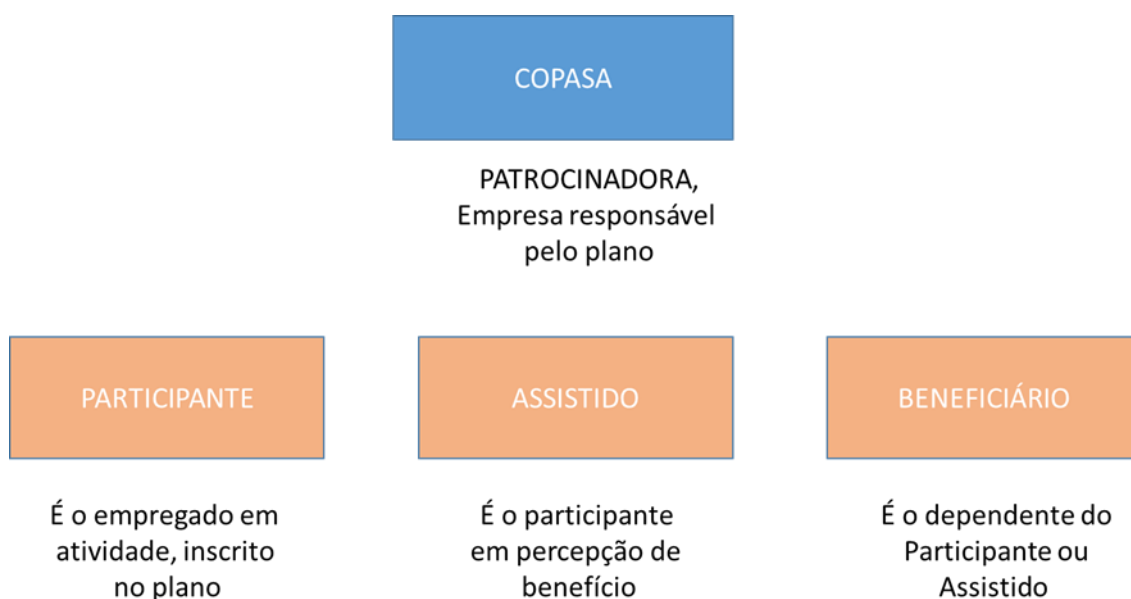 COPASA
PATROCINADORA,
Empresa responsável
pelo plano
PARTICIPANTE
É o empregado em
atividade, inscrito
no plano
ASSISTIDO
É o participante
em percepção de
benefício
BENEFICIÁRIO
É o dependente do
Participante ou
Assistido